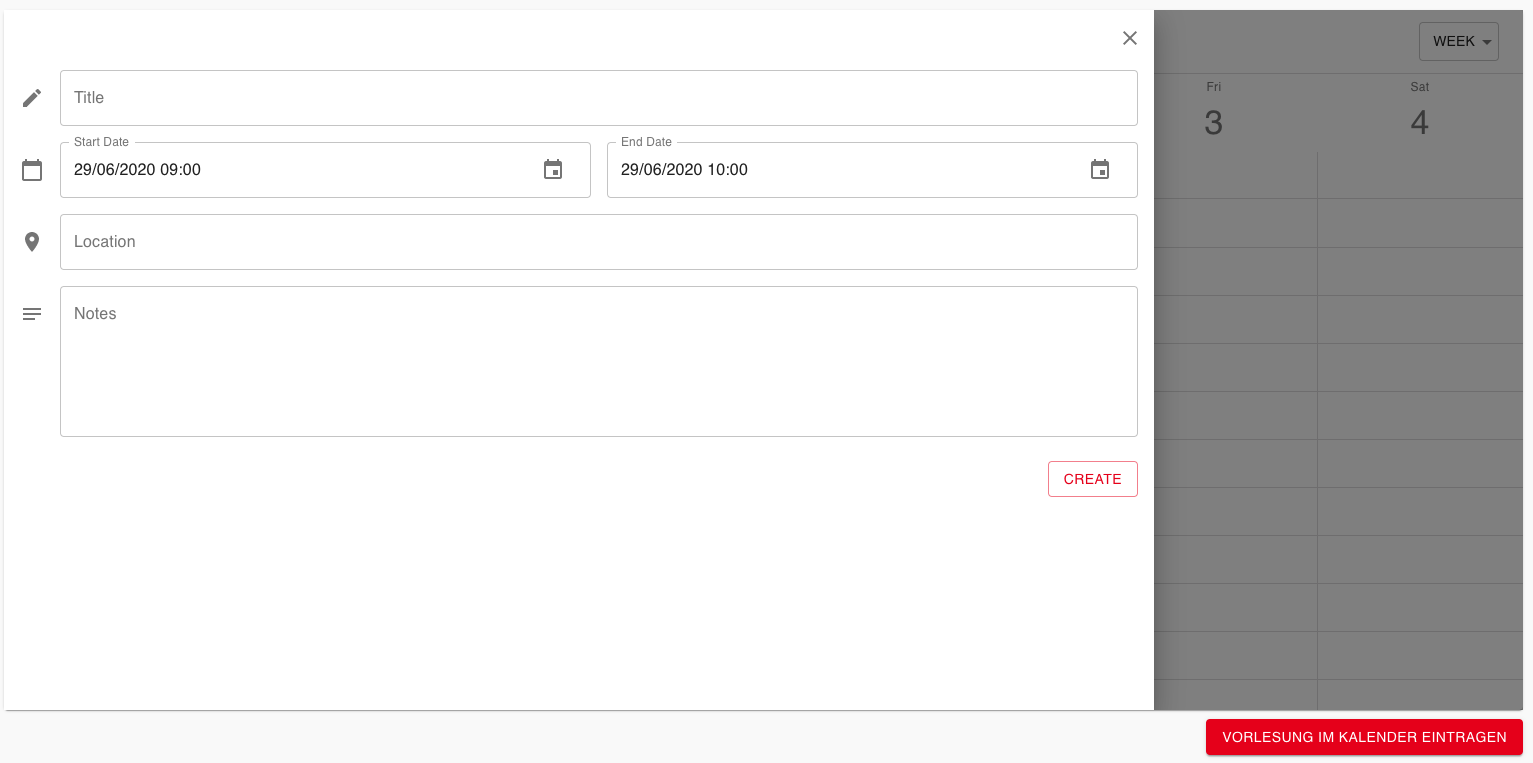 WEEK
Fri
Sat
3
4
Title
Start Date
End Date
29/06/2020 09:00
29/06/2020 10:00
Location
Notes
CREATE
VORLESUNG IM KALENDER EINTRAGEN